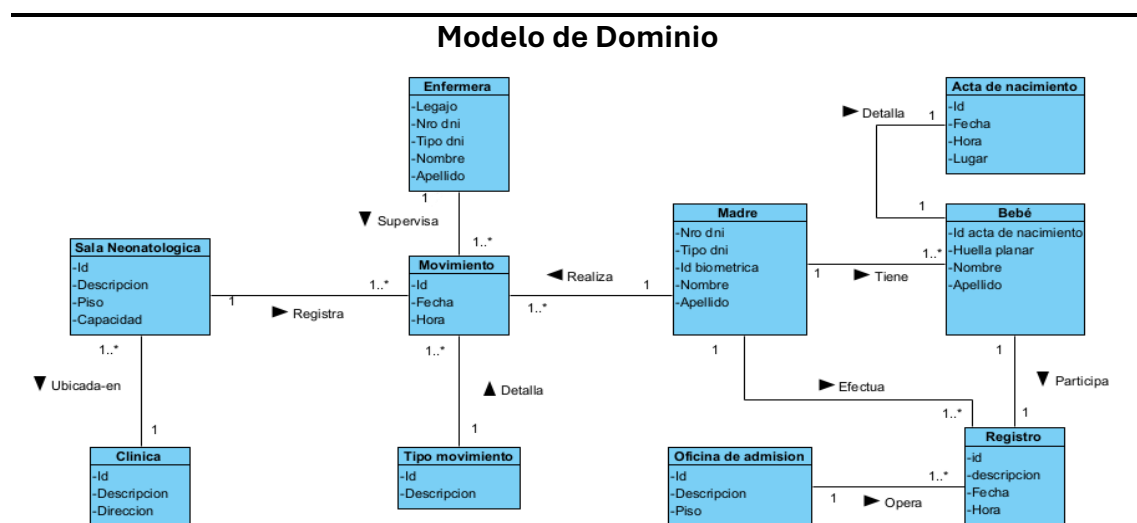 Modelo de Dominio
Enfermera
-Legajo
-Nro dni
-Tipo dni
-Nombre
-Apellido
Acta de nacimiento
-Id
-Fecha
-Hora
-Lugar
► Detalla 1
1
1
▼ Supervisa
1..*
Sala Neonatologica
-Id
-Descripcion
-Piso
-Capacidad
Movimiento
-Id
-Fecha
-Hora
Madre
-Nro dni
-Tipo dni
-Id biometrica
-Nombre
-Apellido
Bebé
-Id acta de nacimiento
-Huella planar
-Nombre
-Apellido
1 1..*
► Registra
◄ Realiza 1
1..*
1..*
1 ► Tiene
1..*
▼ Ubicada-en
1
1..*
▲ Detalla
1
1
► Efectua
1..*
1
▼ Participa
1
Clinica
-Id
-Descripcion
-Direccion
Tipo movimiento
-Id
-Descripcion
Oficina de admision
-Id
-Descripcion
-Piso
Registro
-id
-descripcion
-Fecha
-Hora
1..*
1 ► Opera